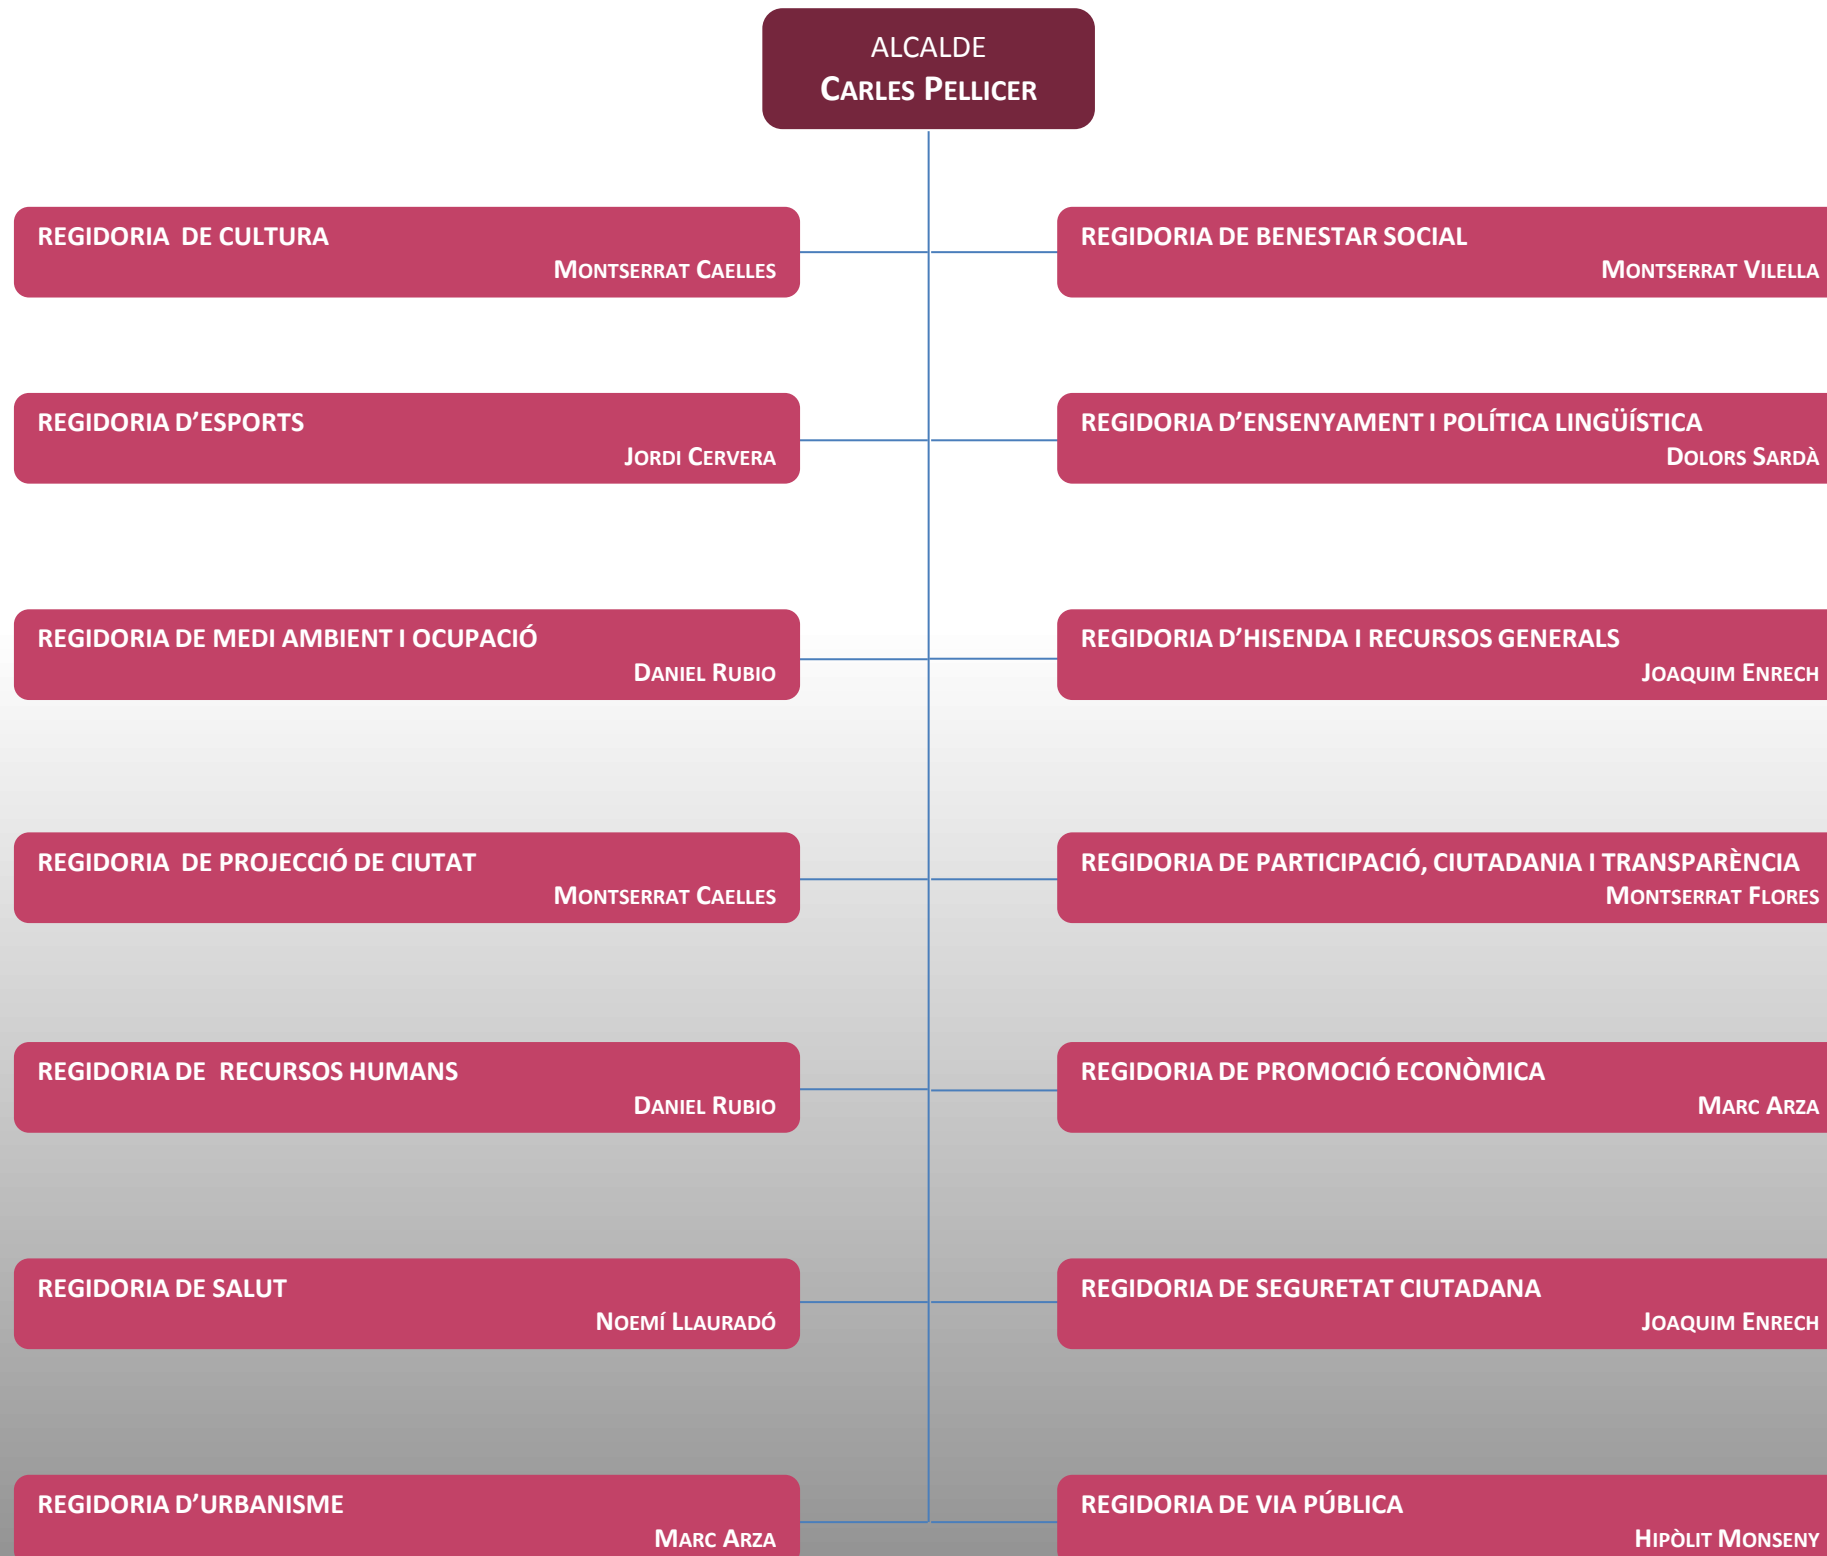 ALCALDE
CARLES PELLICER
REGIDORIA DE CULTURA
MONTSERRAT CAELLES
REGIDORIA DE BENESTAR SOCIAL
MONTSERRAT VILELLA
REGIDORIA D'ESPORTS
JORDI CERVERA
REGIDORIA D'ENSENYAMENT I POLÍTICA LINGÜÍSTICA
DOLORS SARDÀ
REGIDORIA DE MEDI AMBIENT I OCUPACIÓ
DANIEL RUBIO
REGIDORIA D'HISENDA I RECURSOS GENERALS
JOAQUIM ENRECH
REGIDORIA DE PROJECCIÓ DE CIUTAT
MONTSERRAT CAELLES
REGIDORIA DE PARTICIPACIÓ, CIUTADANIA I TRANSPARÈNCIA
MONTSERRAT FLORES
REGIDORIA DE RECURSOS HUMANS
DANIEL RUBIO
REGIDORIA DE PROMOCIÓ ECONÒMICA
MARC ARZA
REGIDORIA DE SALUT
NOEMÍ LLAURADÓ
REGIDORIA DE SEGURETAT CIUTADANA
JOAQUIM ENRECH
REGIDORIA D'URBANISME
MARC ARZA
REGIDORIA DE VIA PÚBLICA
HIPÒLIT MONSENY